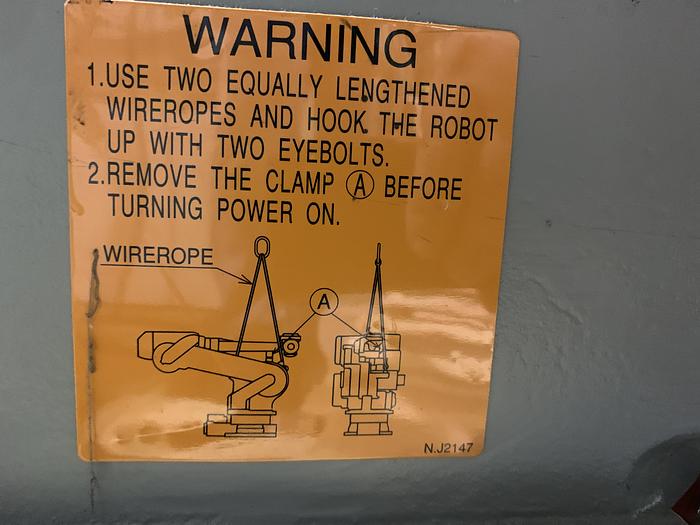 WARNING
1.USE TWO EQUALLY LENGTHENED
WIREROPES AND HOOK THE ROBOT
UP WITH TWO EYEBOLTS.
2.REMOVE THE CLAMP Ⓐ BEFORE
TURNING POWER ON.
WIREROPE
A
N.J2147